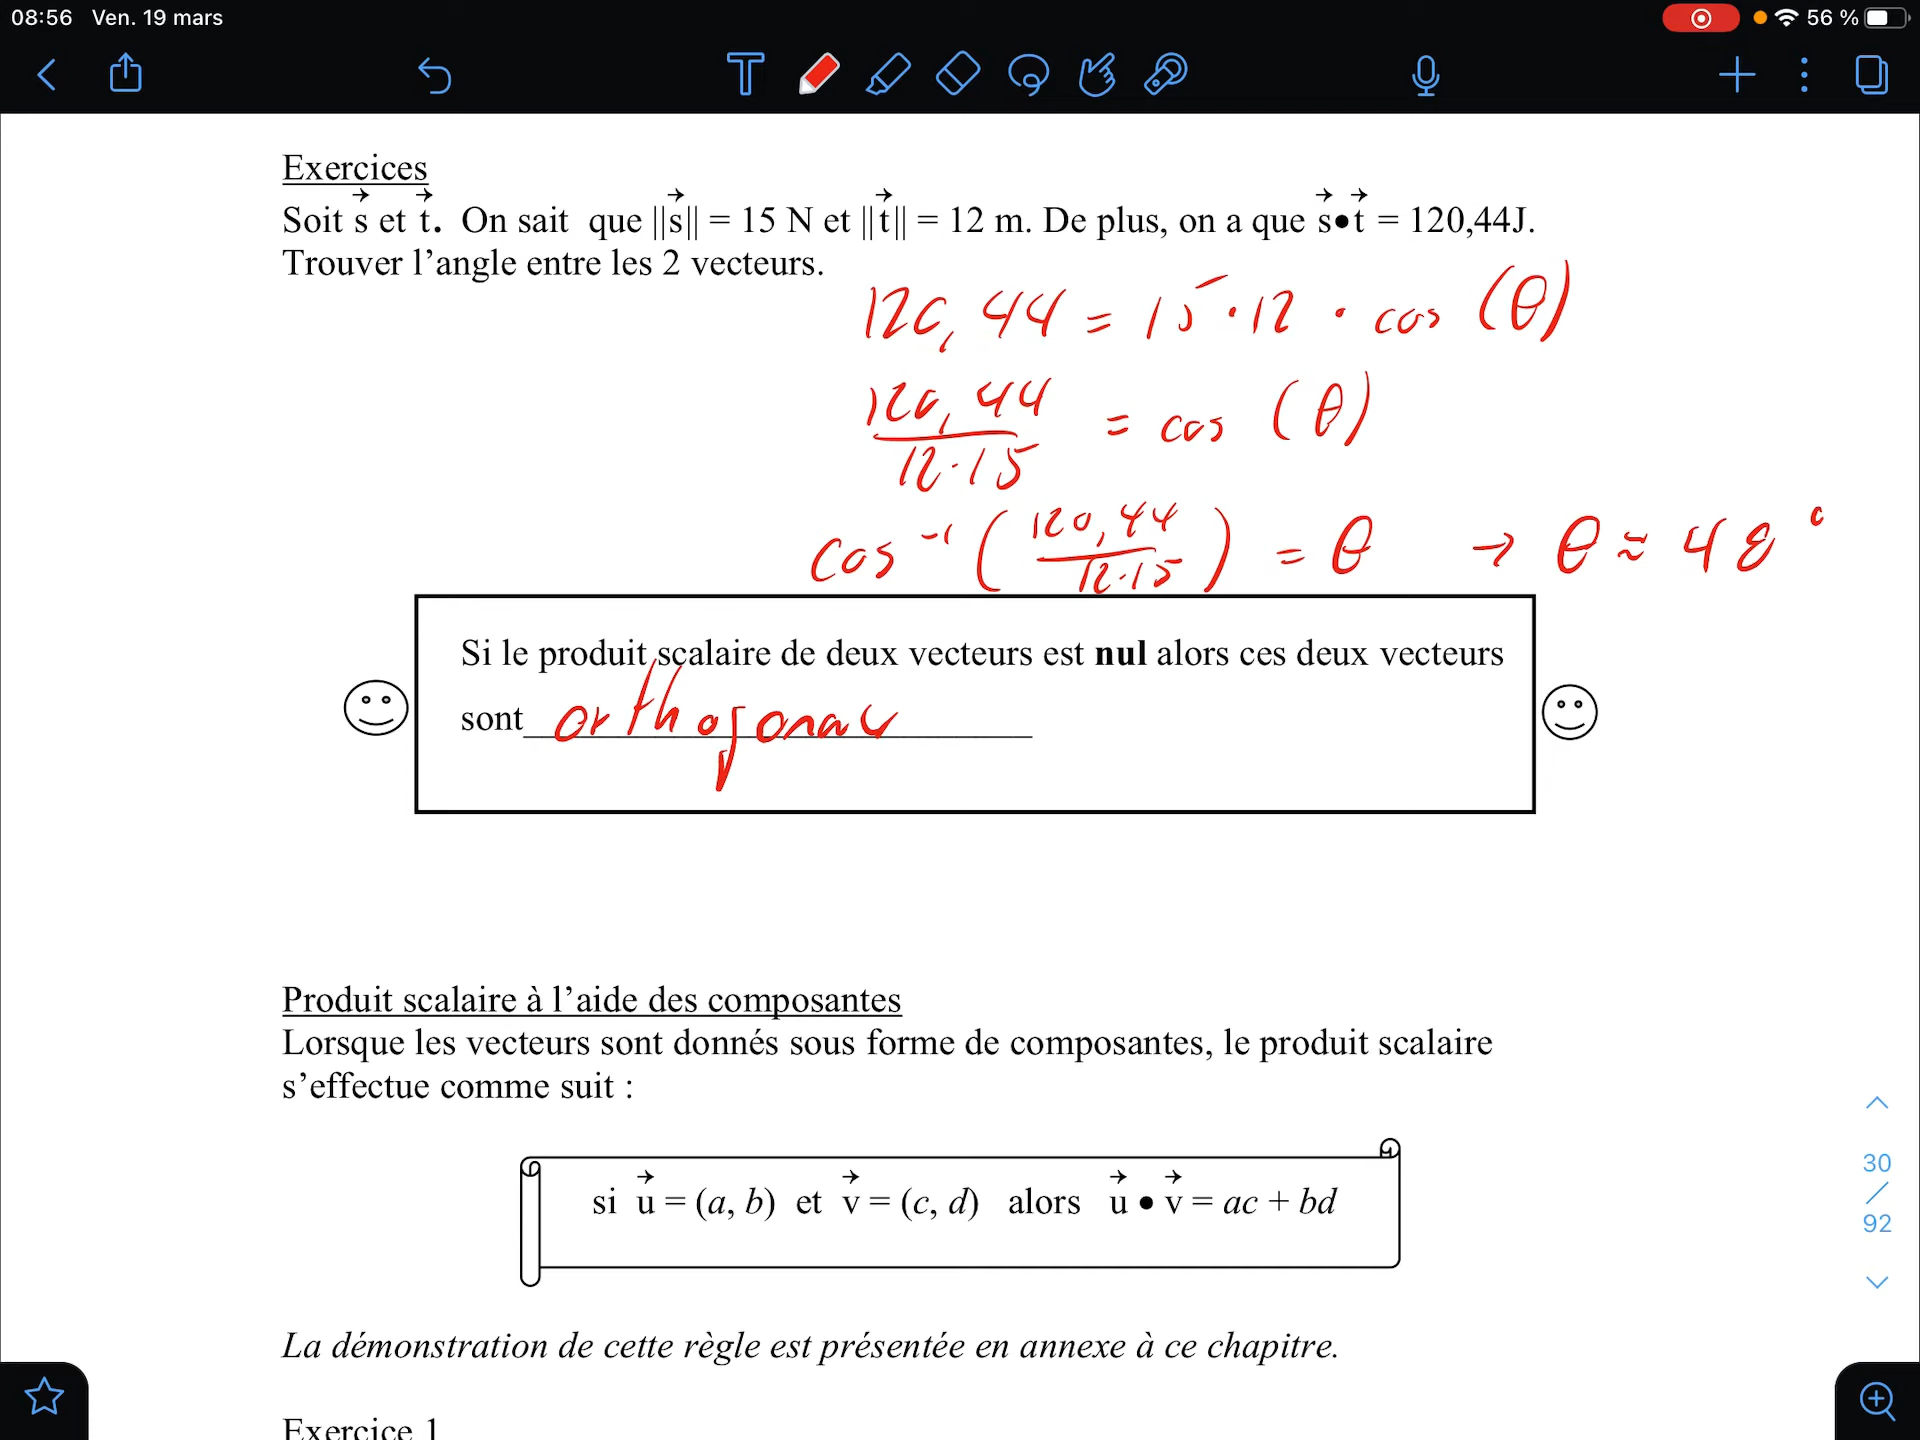 08:56 Ven. 19 mars
56 %
Exercices
Soit s et t. On sait que ||s|| = 15 N et ||t|| = 12 m. De plus, on a que s•t = 120,44J.
Trouver l’angle entre les 2 vecteurs.
120,44 = 15·12 · cos (θ)
120,44 / 12·15 = cos (θ)
cos⁻¹ (120,44 / 12·15) = θ → θ ≈ 48°
Si le produit scalaire de deux vecteurs est nul alors ces deux vecteurs
sont orthogonaux
Produit scalaire à l’aide des composantes
Lorsque les vecteurs sont donnés sous forme de composantes, le produit scalaire
s’effectue comme suit :
si u = (a, b) et v = (c, d) alors u • v = ac + bd
30
/
92
La démonstration de cette règle est présentée en annexe à ce chapitre.
Exercice 1